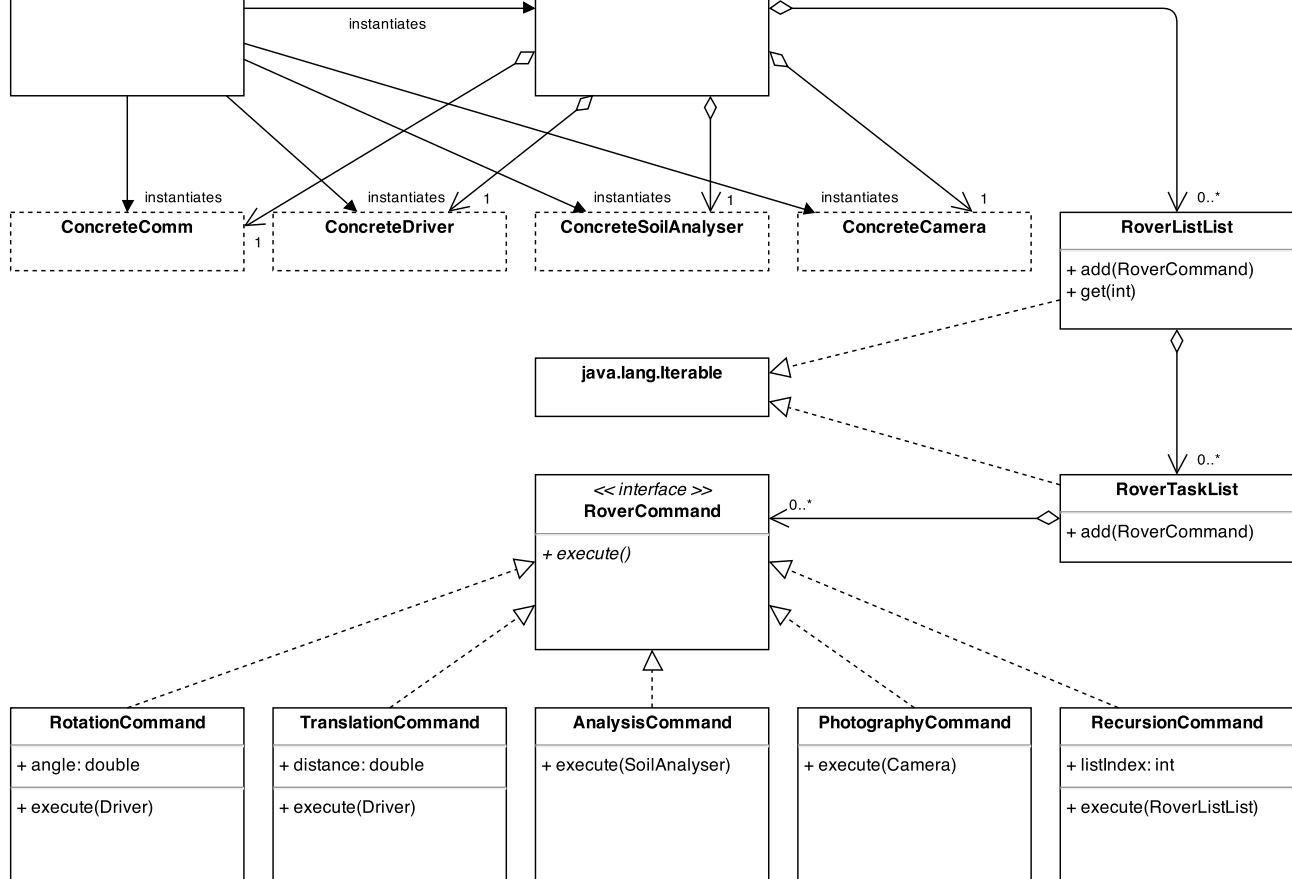 instantiates
instantiates
instantiates
instantiates
instantiates
1
1
1
1
0..*
ConcreteComm
ConcreteDriver
ConcreteSoilAnalyser
ConcreteCamera
RoverListList
+ add(RoverCommand)
+ get(int)
java.lang.Iterable
0..*
<< interface >>
RoverCommand
+ execute()
0..*
RoverTaskList
+ add(RoverCommand)
RotationCommand
+ angle: double
+ execute(Driver)
TranslationCommand
+ distance: double
+ execute(Driver)
AnalysisCommand
+ execute(SoilAnalyser)
PhotographyCommand
+ execute(Camera)
RecursionCommand
+ listIndex: int
+ execute(RoverListList)